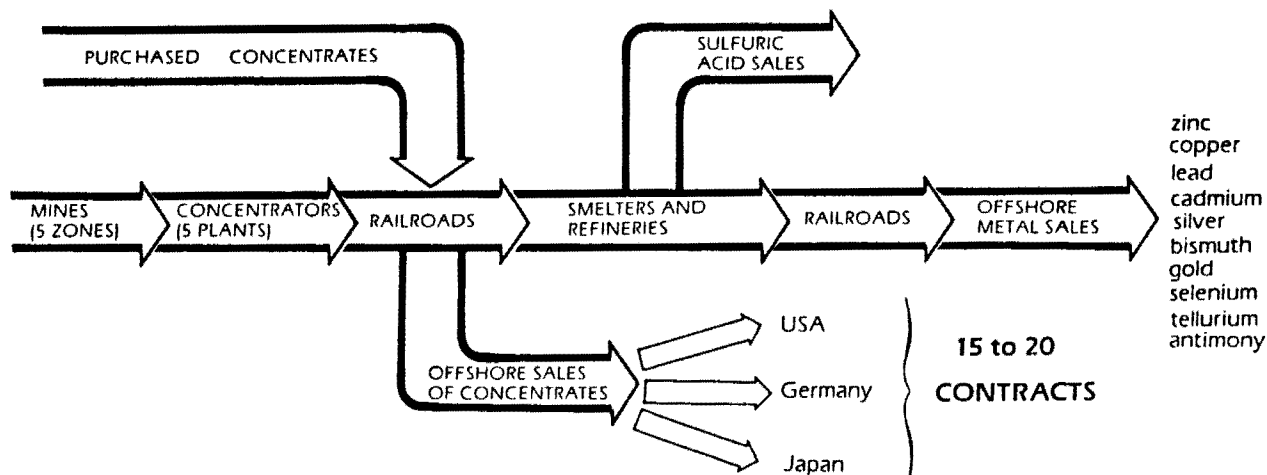 PURCHASED CONCENTRATES
SULFURIC
ACID SALES
MINES
(5 ZONES)
CONCENTRATORS
(5 PLANTS)
RAILROADS
SMELTERS AND
REFINERIES
RAILROADS
OFFSHORE
METAL SALES
zinc
copper
lead
cadmium
silver
bismuth
gold
selenium
tellurium
antimony
OFFSHORE SALES
OF CONCENTRATES
USA
Germany
Japan
15 to 20
CONTRACTS